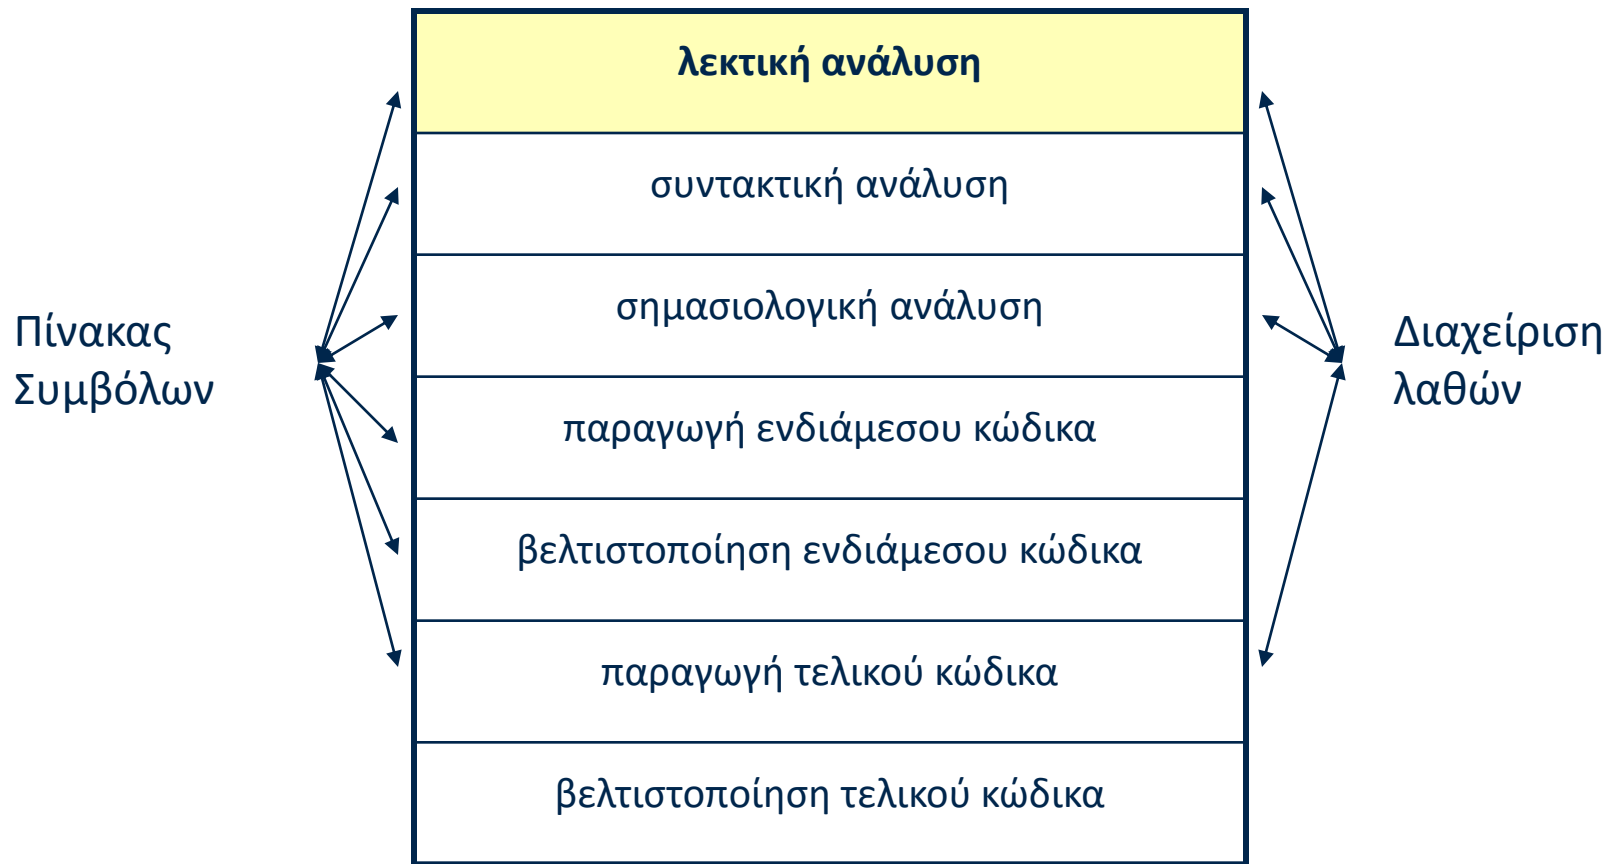 λεκτική ανάλυση
συντακτική ανάλυση
σημασιολογική ανάλυση
Πίνακας
Συμβόλων
Διαχείριση
λαθών
παραγωγή ενδιάμεσου κώδικα
βελτιστοποίηση ενδιάμεσου κώδικα
παραγωγή τελικού κώδικα
βελτιστοποίηση τελικού κώδικα